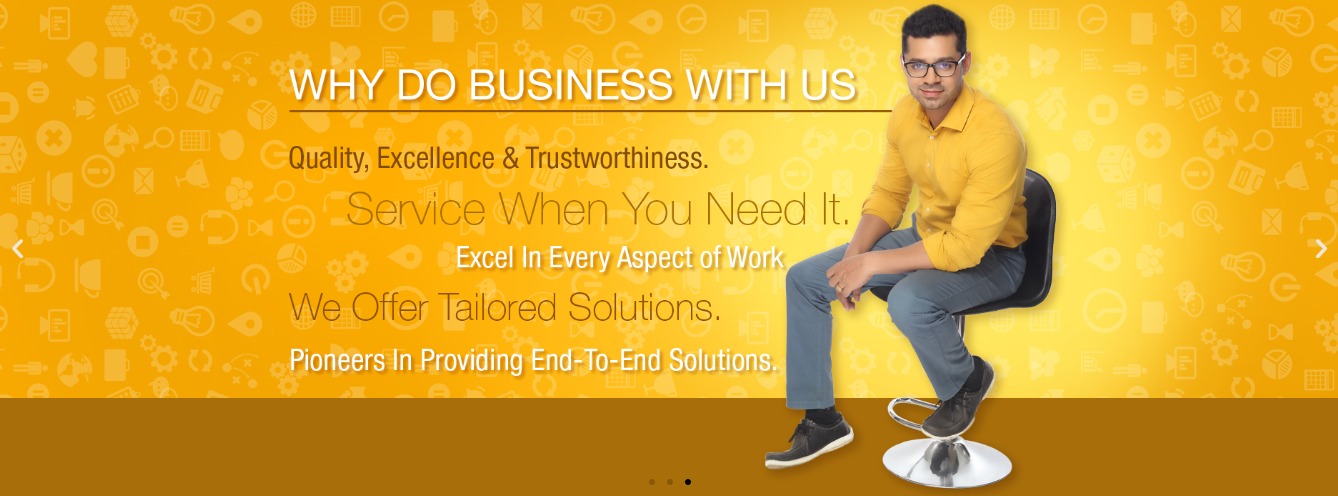 WHY DO BUSINESS WITH US
Quality, Excellence & Trustworthiness.
Service When You Need It.
Excel In Every Aspect of Work
We Offer Tailored Solutions.
Pioneers In Providing End-To-End Solutions.